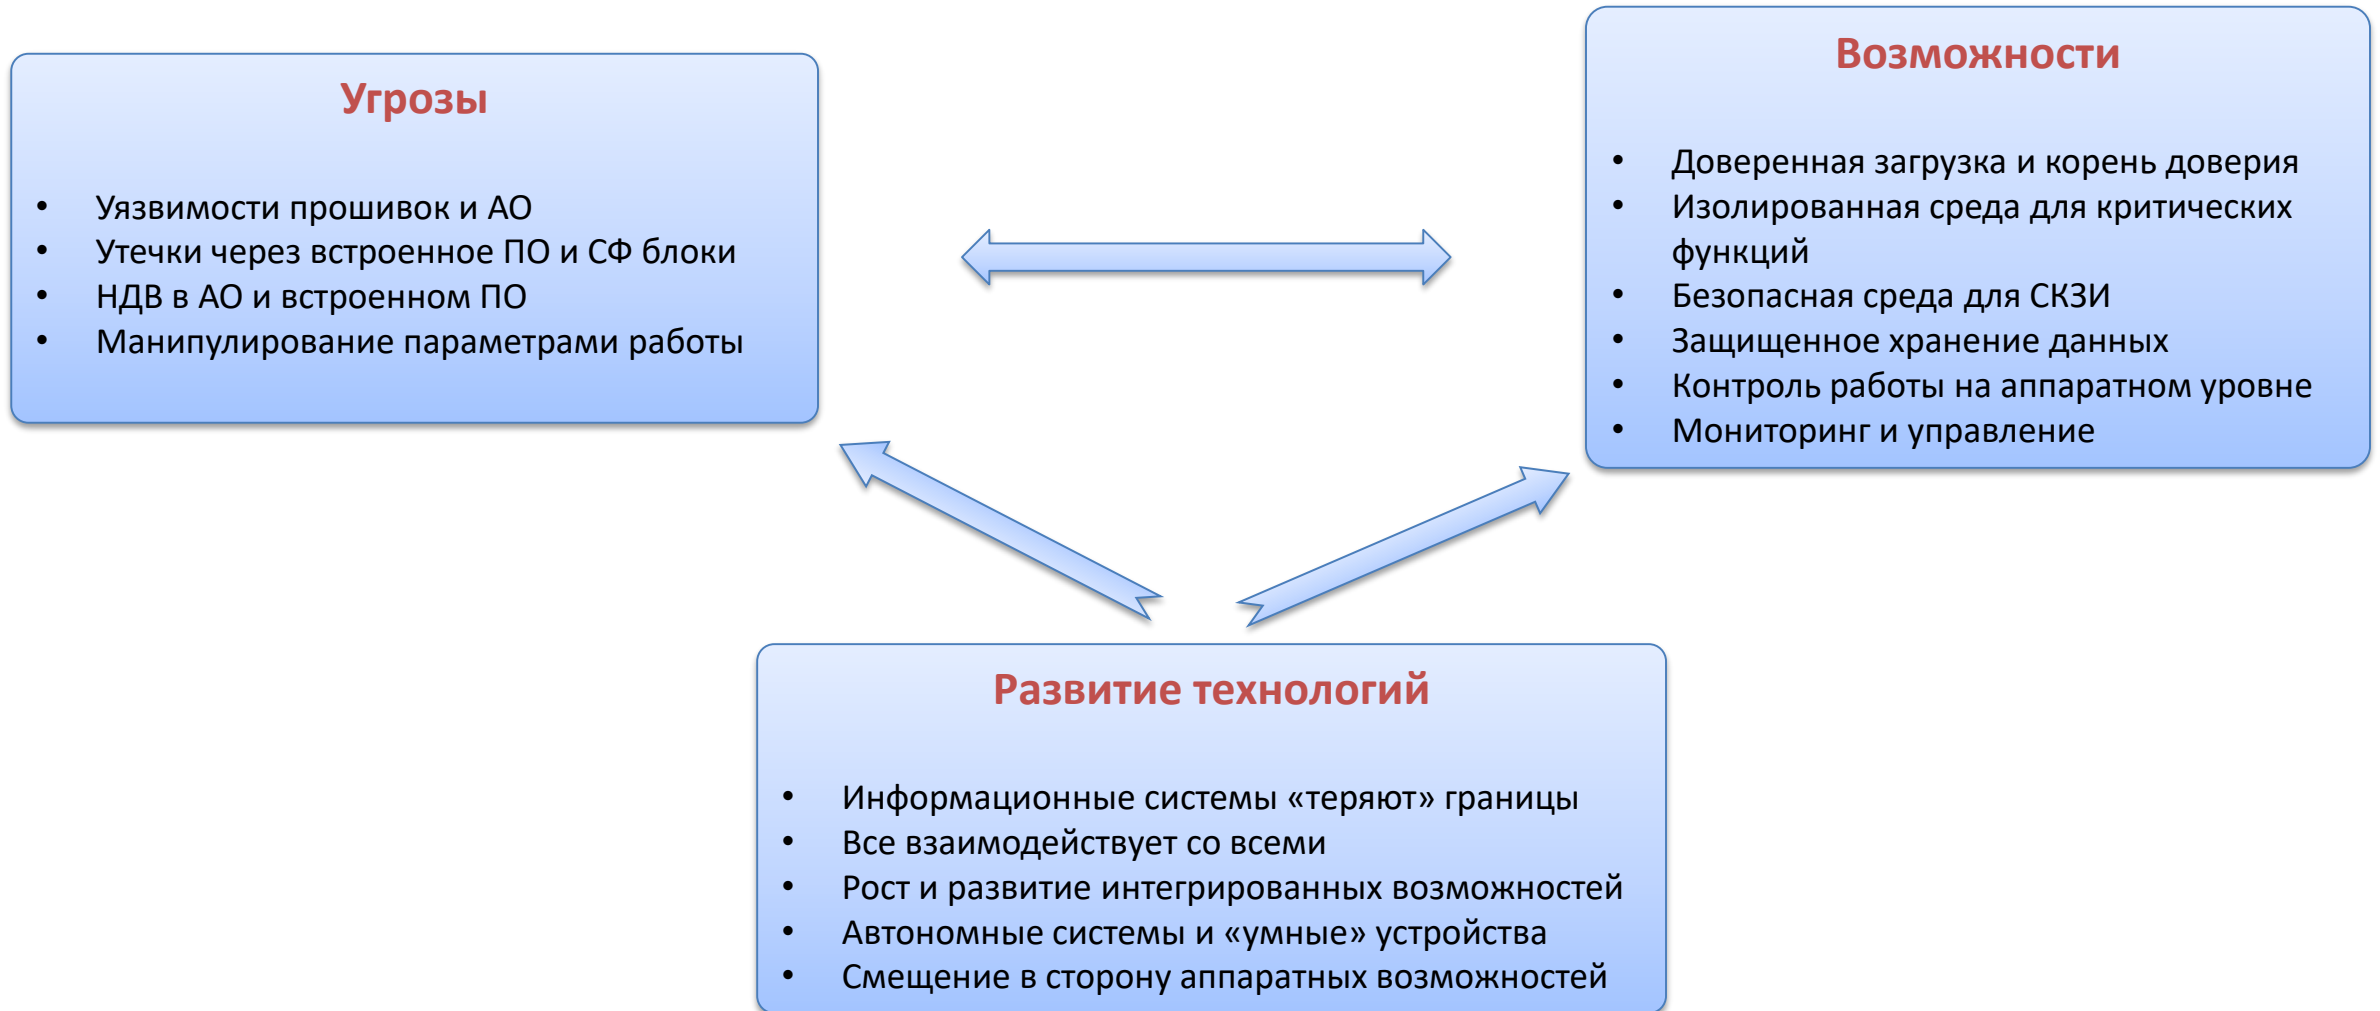 Угрозы
• Уязвимости прошивок и АО
• Утечки через встроенное ПО и СФ блоки
• НДВ в АО и встроенном ПО
• Манипулирование параметрами работы
Возможности
• Доверенная загрузка и корень доверия
• Изолированная среда для критических
функций
• Безопасная среда для СКЗИ
• Защищенное хранение данных
• Контроль работы на аппаратном уровне
• Мониторинг и управление
Развитие технологий
• Информационные системы «теряют» границы
• Все взаимодействует со всеми
• Рост и развитие интегрированных возможностей
• Автономные системы и «умные» устройства
• Смещение в сторону аппаратных возможностей